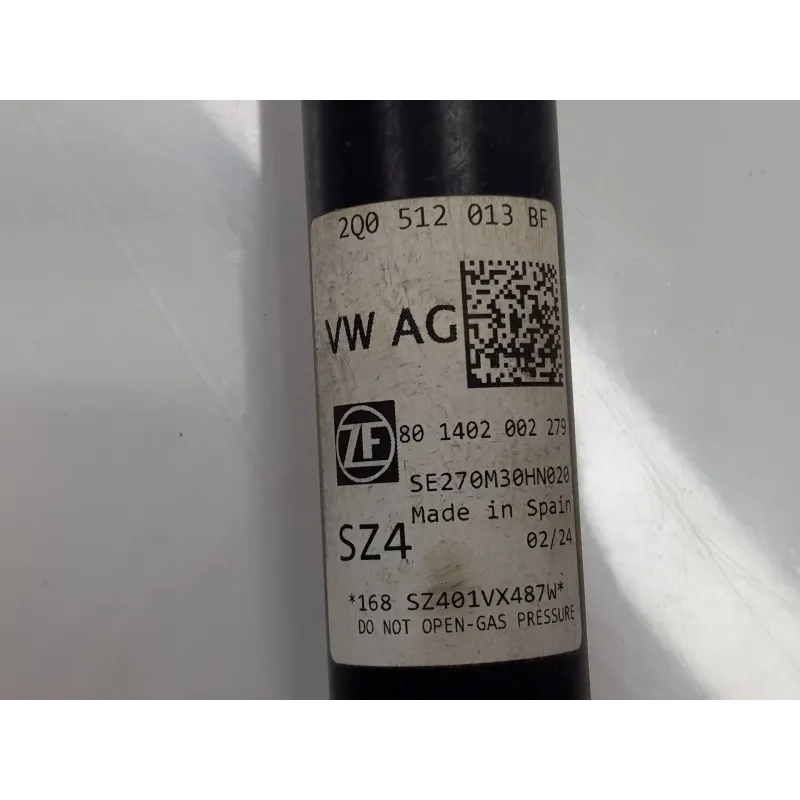 2Q0 512 013 BF
VW AG
ZF
80 1402 002 279
SE270M30HN020
Made in Spain
SZ4
02/24
*168 SZ401VX487W*
DO NOT OPEN-GAS PRESSURE